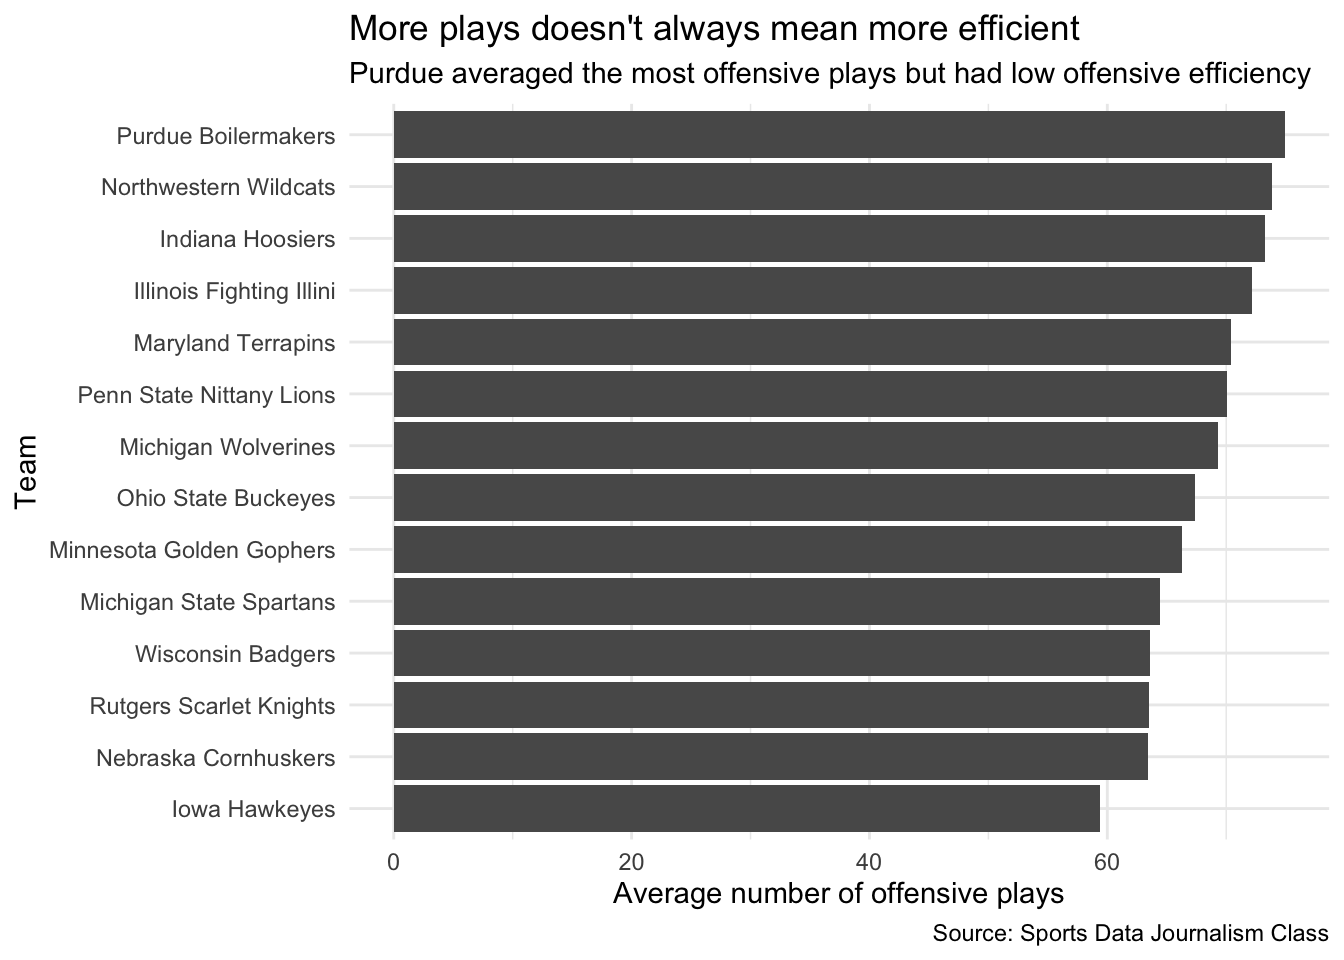 More plays doesn't always mean more efficient
Purdue averaged the most offensive plays but had low offensive efficiency
Team
Purdue Boilermakers
Northwestern Wildcats
Indiana Hoosiers
Illinois Fighting Illini
Maryland Terrapins
Penn State Nittany Lions
Michigan Wolverines
Ohio State Buckeyes
Minnesota Golden Gophers
Michigan State Spartans
Wisconsin Badgers
Rutgers Scarlet Knights
Nebraska Cornhuskers
Iowa Hawkeyes
0 20 40 60
Average number of offensive plays
Source: Sports Data Journalism Class